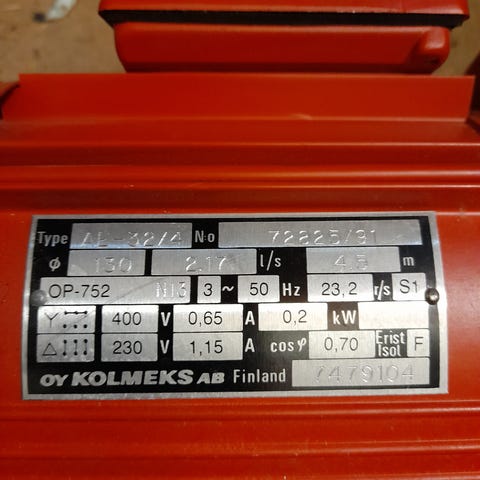 Type AL-32/4 No 72825/91
φ 130 2.17 l/s 4.5 m
OP-752 N13 3 ~ 50 Hz 23,2 r/s S1
Y 400 V 0,65 A 0,2 kW
△ 230 V 1,15 A cosφ 0,70 Erist Isol F
OY KOLMEKS AB Finland 7479104